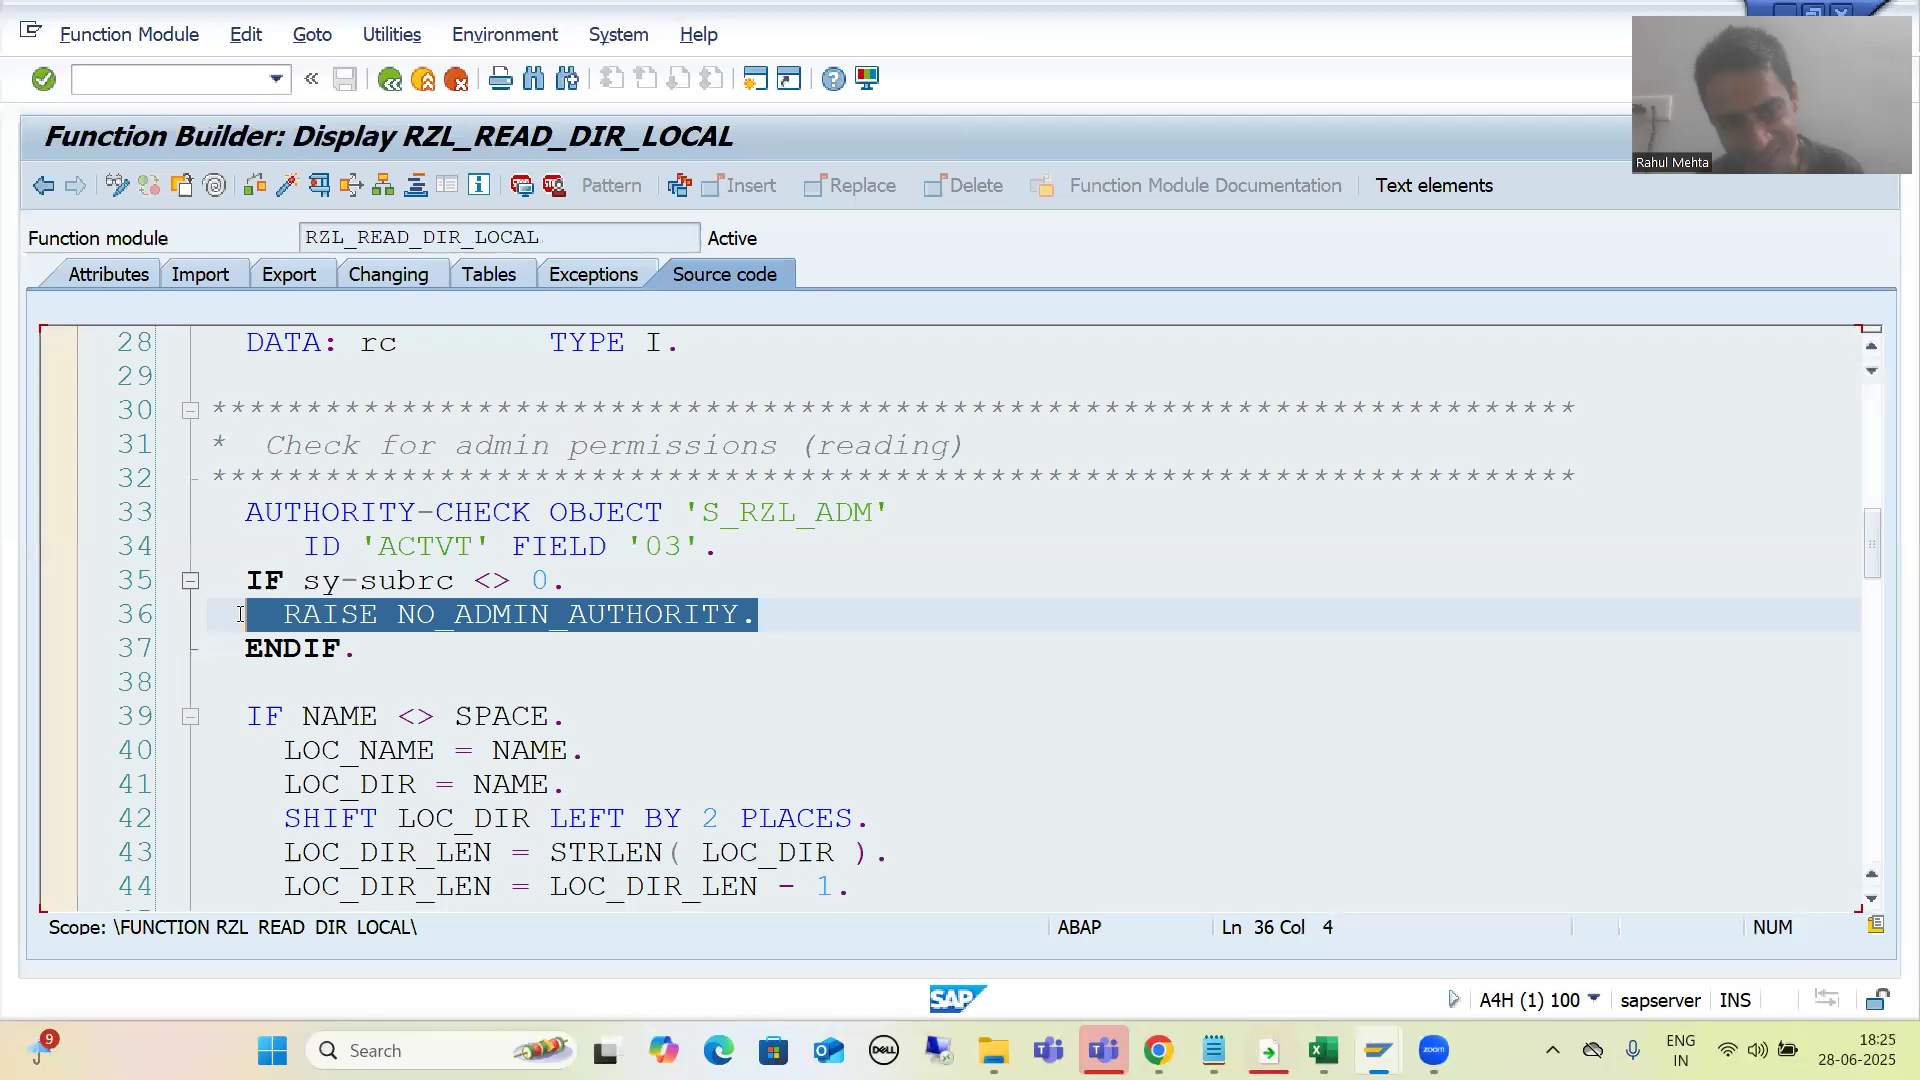 Function Module Edit Goto Utilities Environment System Help
Rahul Mehta
Function Builder: Display RZL_READ_DIR_LOCAL
Pattern Insert Replace Delete Function Module Documentation Text elements
Function module RZL_READ_DIR_LOCAL Active
Attributes Import Export Changing Tables Exceptions Source code
28 DATA: rc TYPE I.
29
30 ************************************************************************
31 * Check for admin permissions (reading)
32 ************************************************************************
33 AUTHORITY-CHECK OBJECT 'S_RZL_ADM'
34 ID 'ACTVT' FIELD '03'.
35 IF sy-subrc <> 0.
36 RAISE NO_ADMIN_AUTHORITY.
37 ENDIF.
38
39 IF NAME <> SPACE.
40 LOC_NAME = NAME.
41 LOC_DIR = NAME.
42 SHIFT LOC_DIR LEFT BY 2 PLACES.
43 LOC_DIR_LEN = STRLEN( LOC_DIR ).
44 LOC_DIR_LEN = LOC_DIR_LEN - 1.
Scope: \FUNCTION RZL_READ_DIR_LOCAL\ ABAP Ln 36 Col 4 NUM
SAP A4H (1) 100 sapserver INS
9 Search DELL zoom ENG IN 18:25 28-06-2025